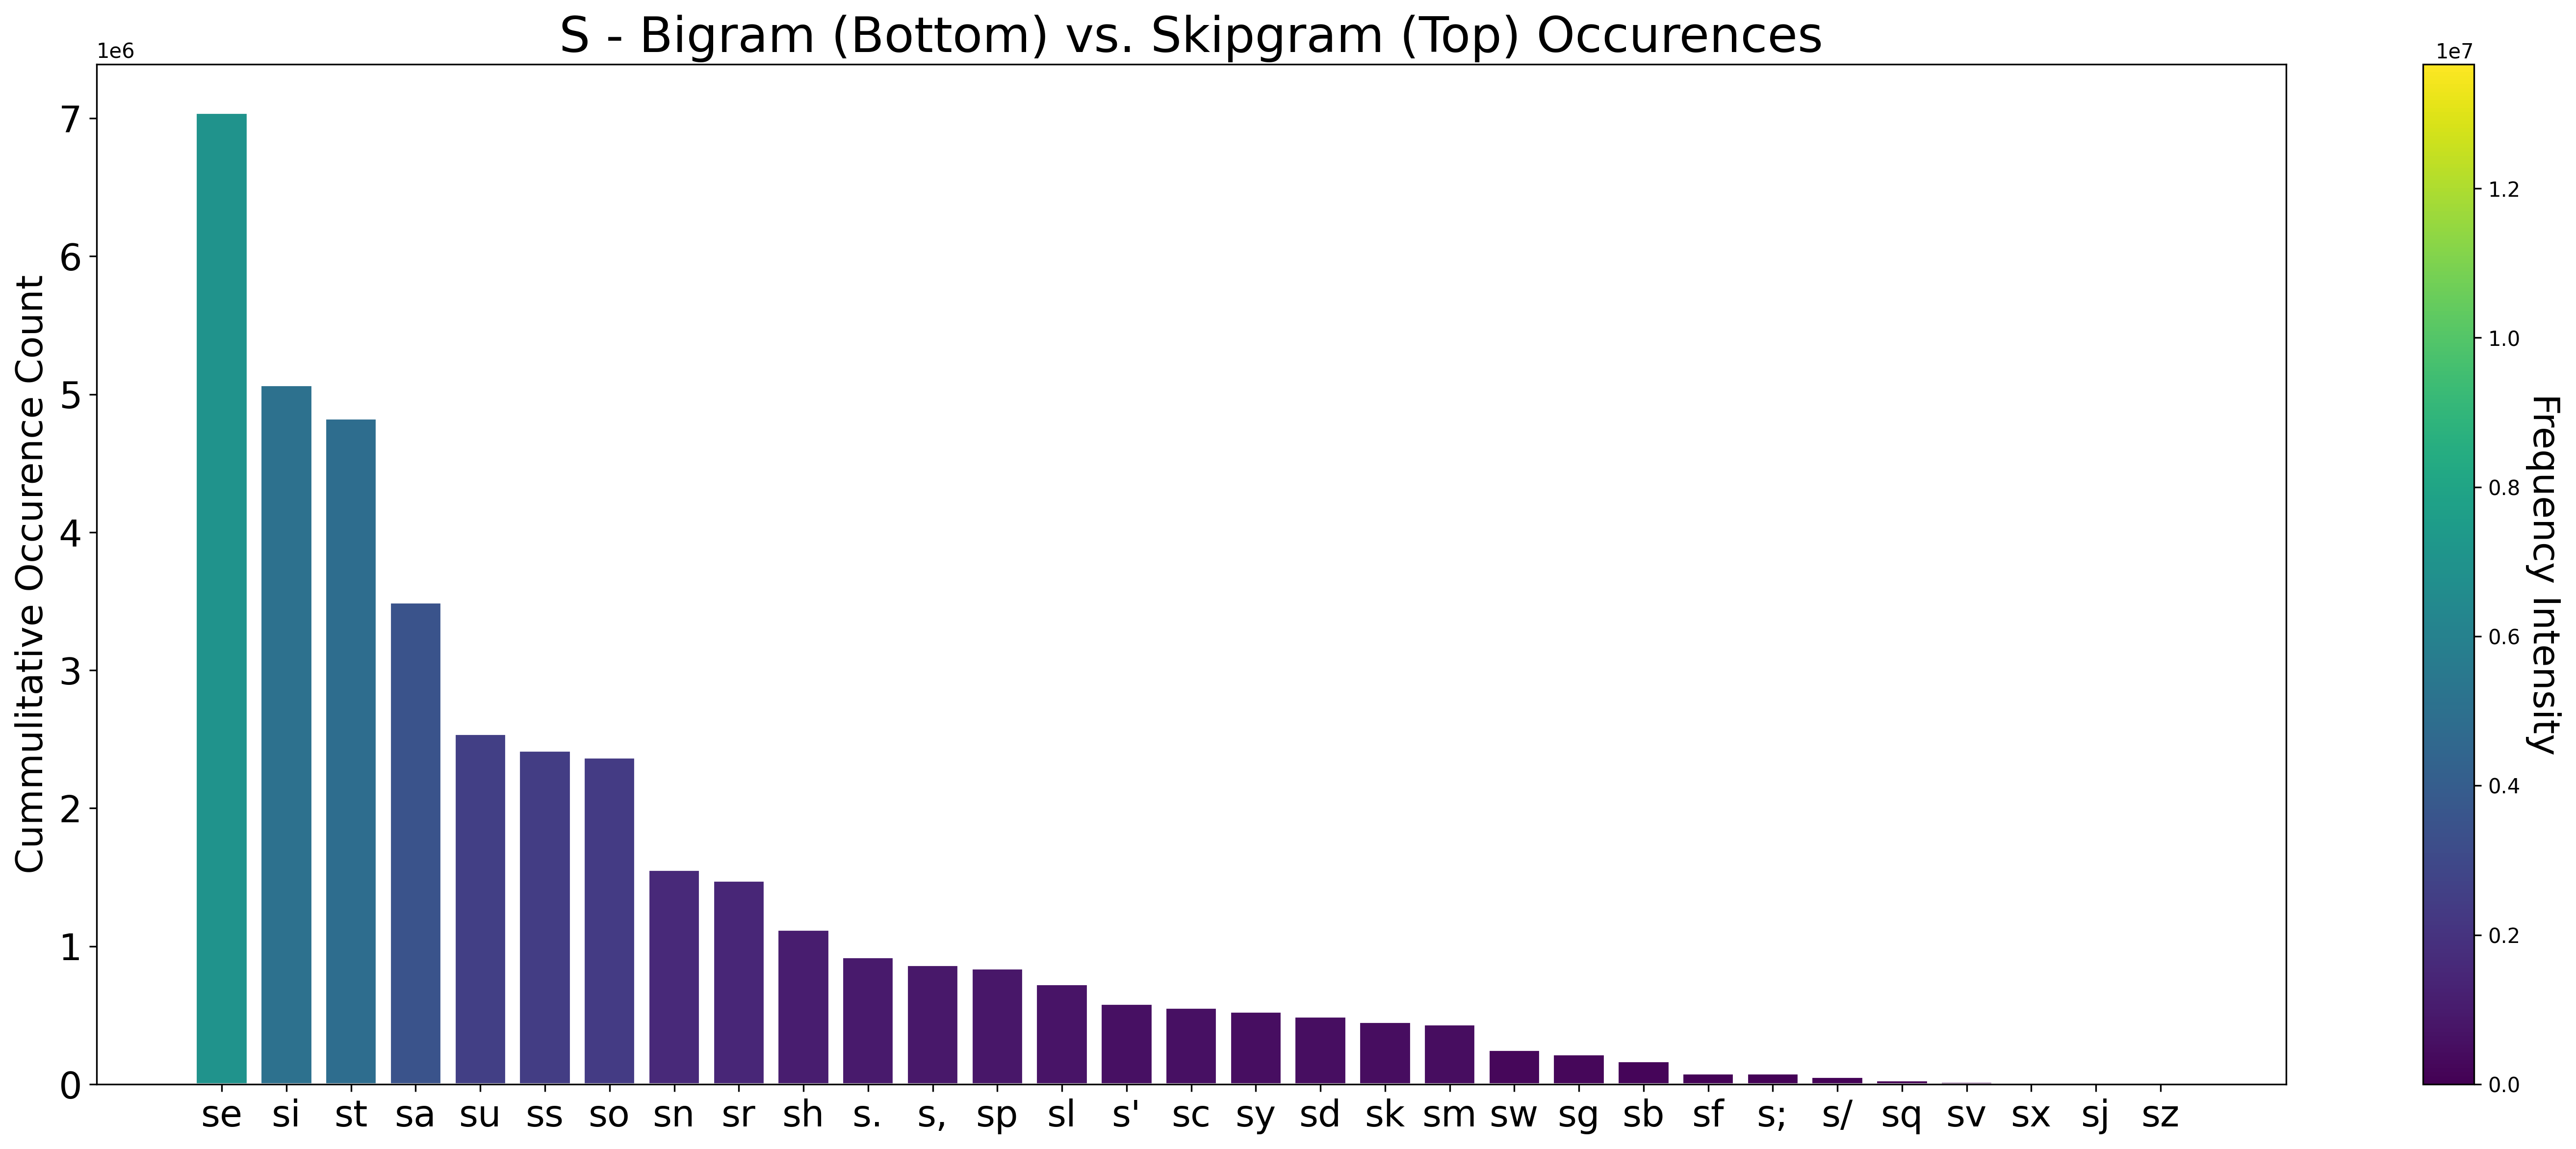 S - Bigram (Bottom) vs. Skipgram (Top) Occurences
1e6
1e7
7
6
5
4
3
2
1
0
Cummulitative Occurence Count
se si st sa su ss so sn sr sh s. s, sp sl s' sc sy sd sk sm sw sg sb sf s; s/ sq sv sx sj sz
1.2
1.0
0.8
0.6
0.4
0.2
0.0
Frequency Intensity